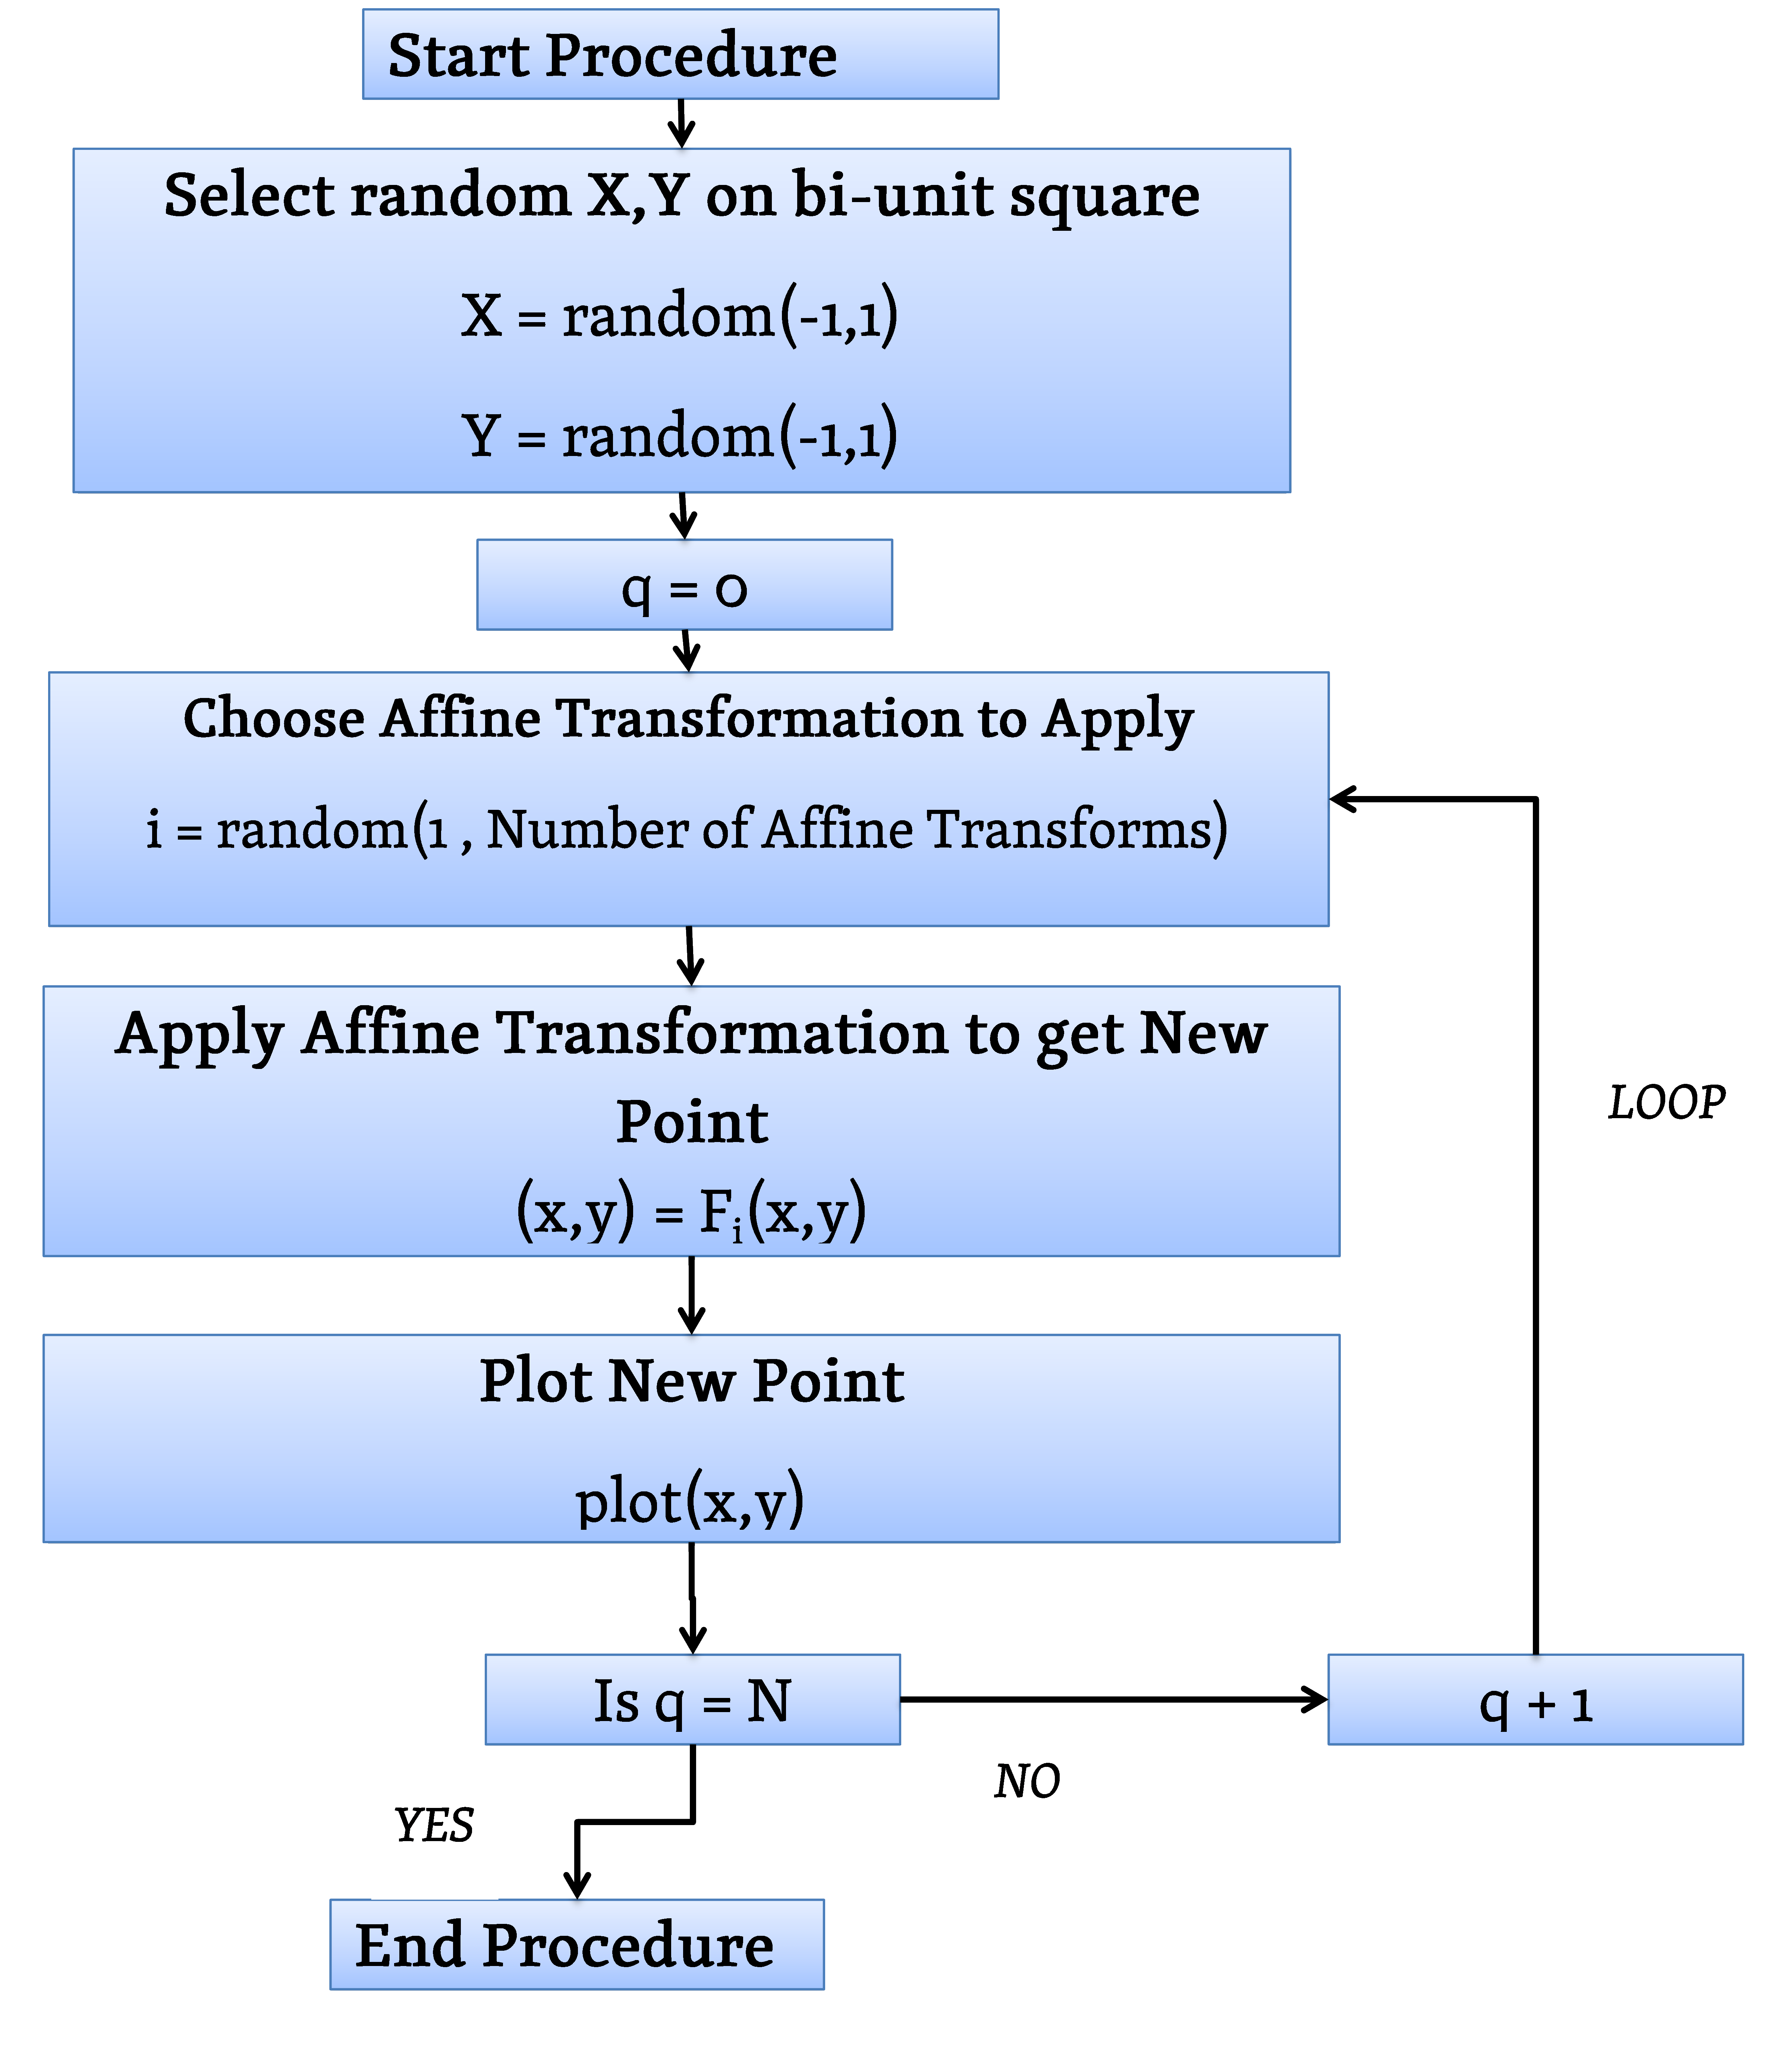 Start Procedure
Select random X,Y on bi-unit square
X = random(-1,1)
Y = random(-1,1)
q = 0
Choose Affine Transformation to Apply
i = random(1 , Number of Affine Transforms)
Apply Affine Transformation to get New
Point
(x,y) = Fᵢ(x,y)
LOOP
Plot New Point
plot(x,y)
Is q = N
q + 1
NO
YES
End Procedure